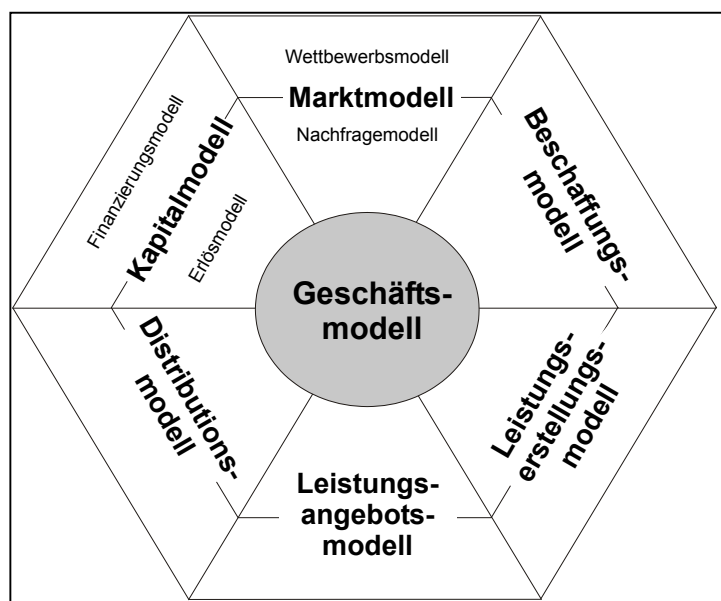 Wettbewerbsmodell
Marktmodell
Nachfragemodell
Beschaffungs-
modell
Leistungs-
erstellungs-
modell
Leistungs-
angebots-
modell
Distributions-
modell
Finanzierungsmodell
Kapitalmodell
Erlösmodell
Geschäfts-
modell